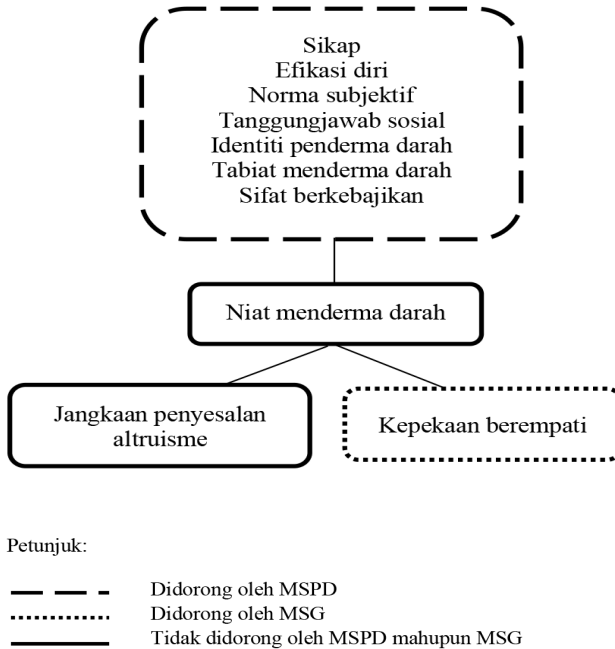 Sikap
Efikasi diri
Norma subjektif
Tanggungjawab sosial
Identiti penderma darah
Tabiat menderma darah
Sifat berkebajikan
Niat menderma darah
Jangkaan penyesalan
altruisme
Kepekaan berempati
Petunjuk:
Didorong oleh MSPD
Didorong oleh MSG
Tidak didorong oleh MSPD mahupun MSG